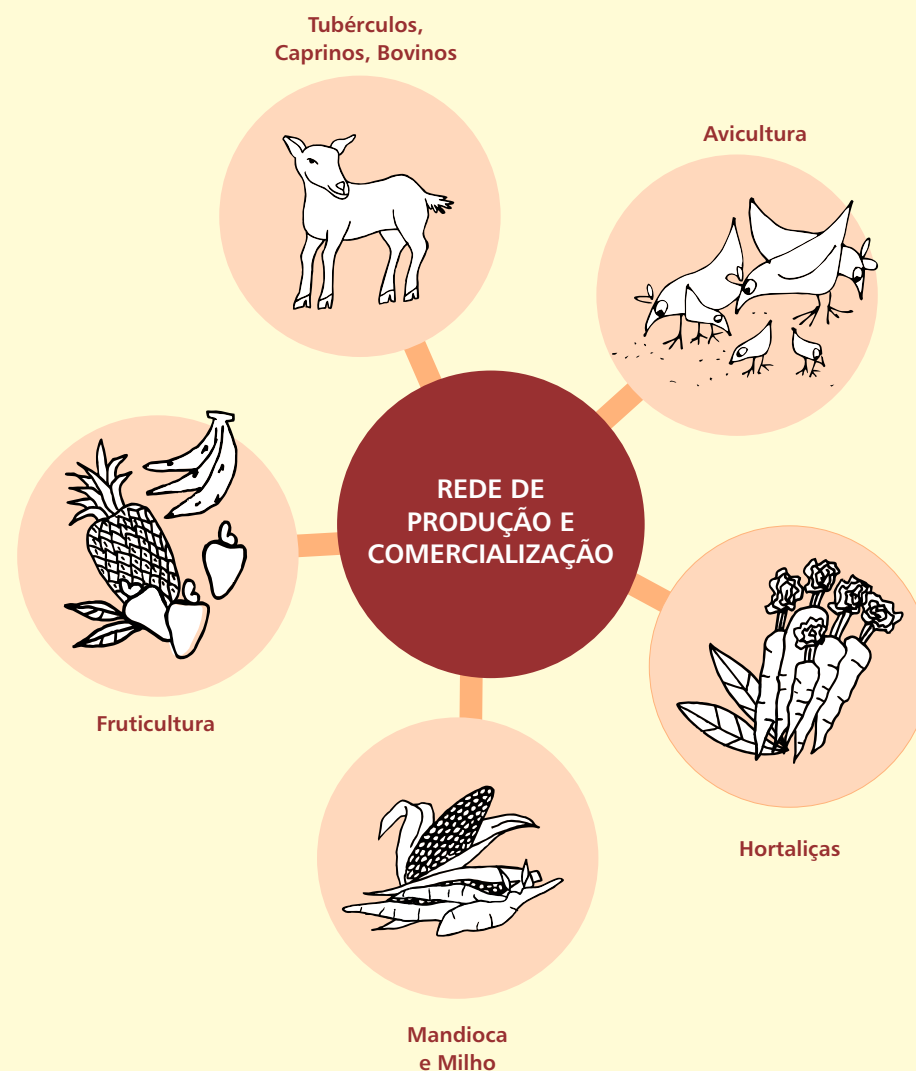 Tubérculos,
Caprinos, Bovinos
Avicultura
REDE DE
PRODUÇÃO E
COMERCIALIZAÇÃO
Fruticultura
Hortaliças
Mandioca
e Milho